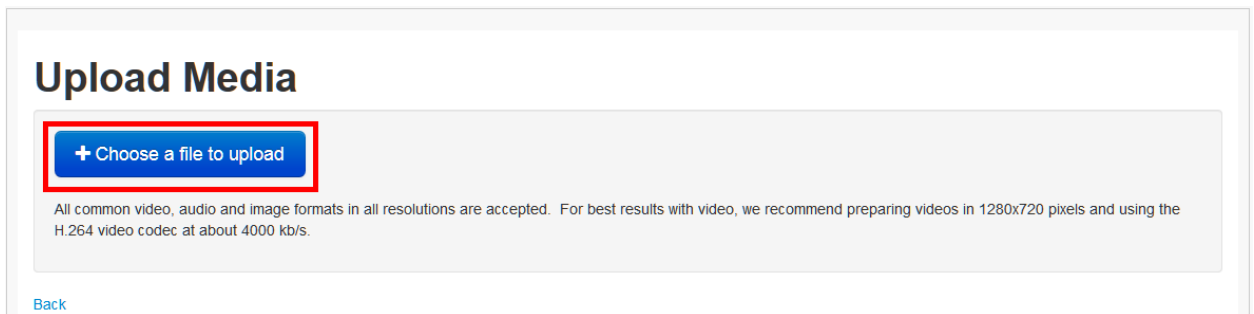 Upload Media
+ Choose a file to upload
All common video, audio and image formats in all resolutions are accepted.  For best results with video, we recommend preparing videos in 1280x720 pixels and using the
H.264 video codec at about 4000 kb/s.
Back